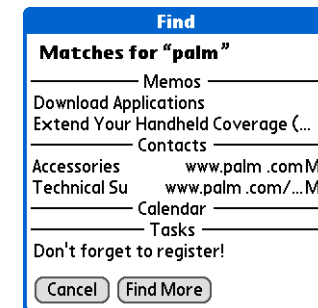 Find
Matches for “palm”
Memos
Download Applications
Extend Your Handheld Coverage (...
Contacts
Accessories www.palm .com M
Technical Su www.palm .com/... M
Calendar
Tasks
Don't forget to register!
Cancel Find More